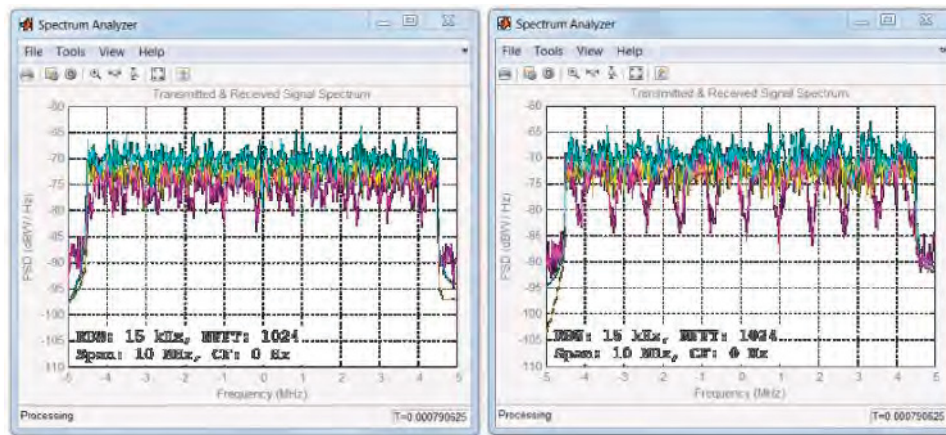 Spectrum Analyzer
File Tools View Help
Transmitted & Received Signal Spectrum
-60
-65
-70
-75
-80
-85
-90
-95
-100
-105
-110
PSD (dBW/Hz)
RBW: 15 kHz, NFFT: 1024
Span: 10 MHz, CF: 0 Hz
-5 -4 -3 -2 -1 0 1 2 3 4 5
Frequency (MHz)
Processing
T=0.000790625
Spectrum Analyzer
File Tools View Help
Transmitted & Received Signal Spectrum
-60
-65
-70
-75
-80
-85
-90
-95
-100
-105
-110
PSD (dBW/Hz)
RBW: 15 kHz, NFFT: 1024
Span: 10 MHz, CF: 0 Hz
-5 -4 -3 -2 -1 0 1 2 3 4 5
Frequency (MHz)
Processing
T=0.000790625